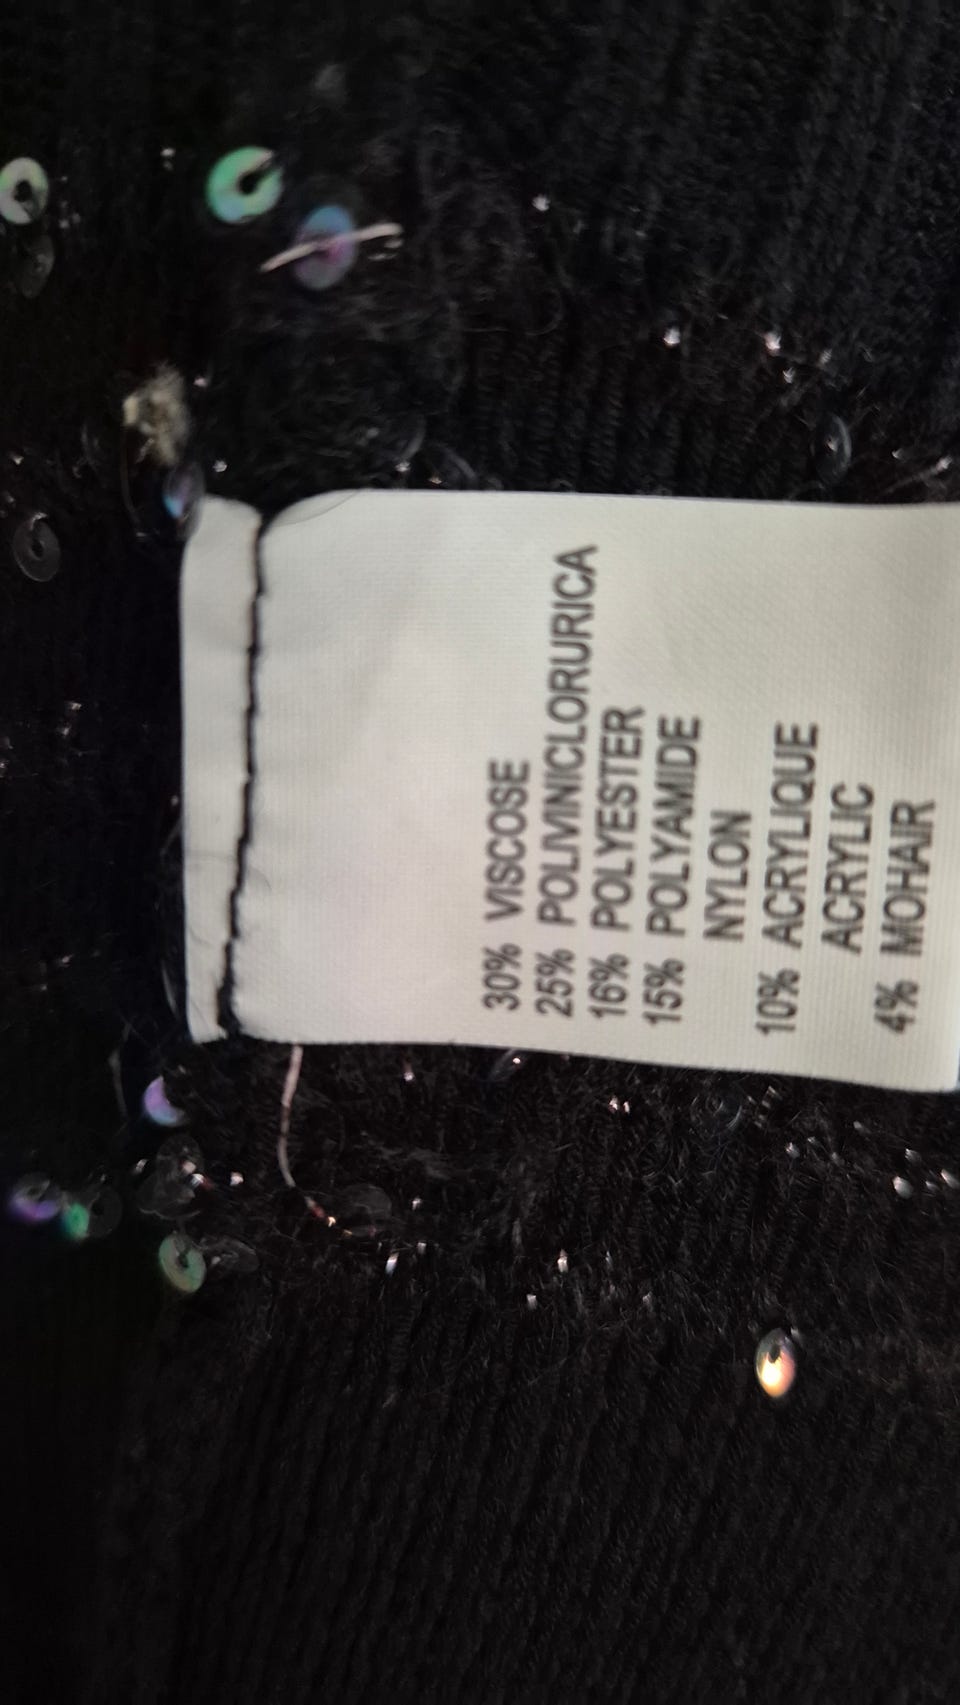 30% VISCOSE
25% POLIVINICLORURICA
16% POLYESTER
15% POLYAMIDE
NYLON
10% ACRYLIQUE
ACRYLIC
4% MOHAIR